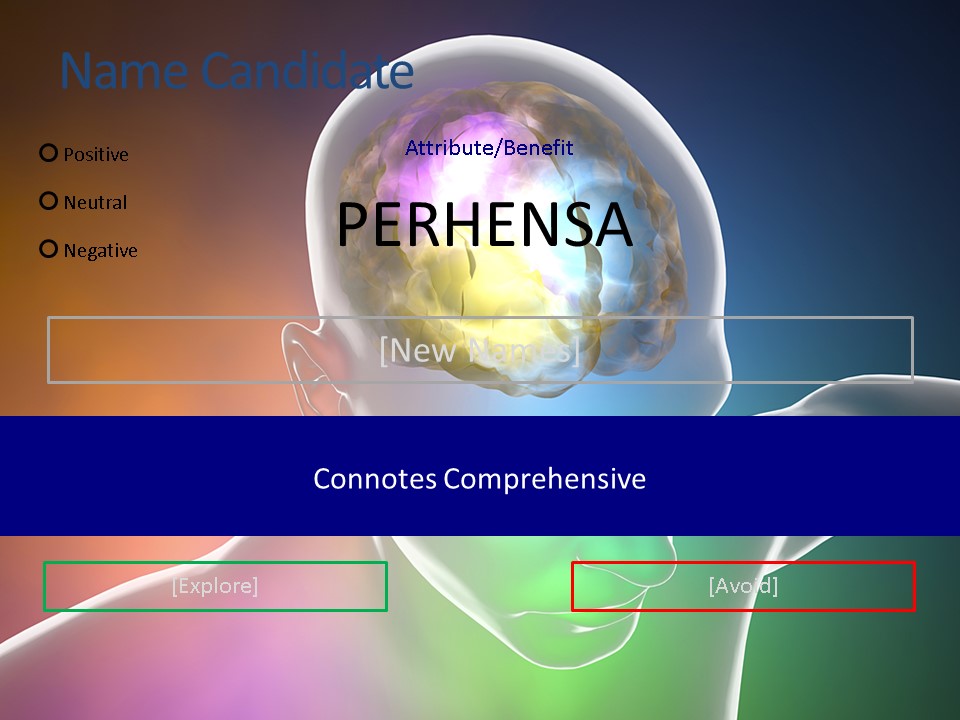 Name Candidate
Positive
Attribute/Benefit
Neutral
PERHENSA
Negative
[New Names]
Connotes Comprehensive
[Explore]
[Avoid]